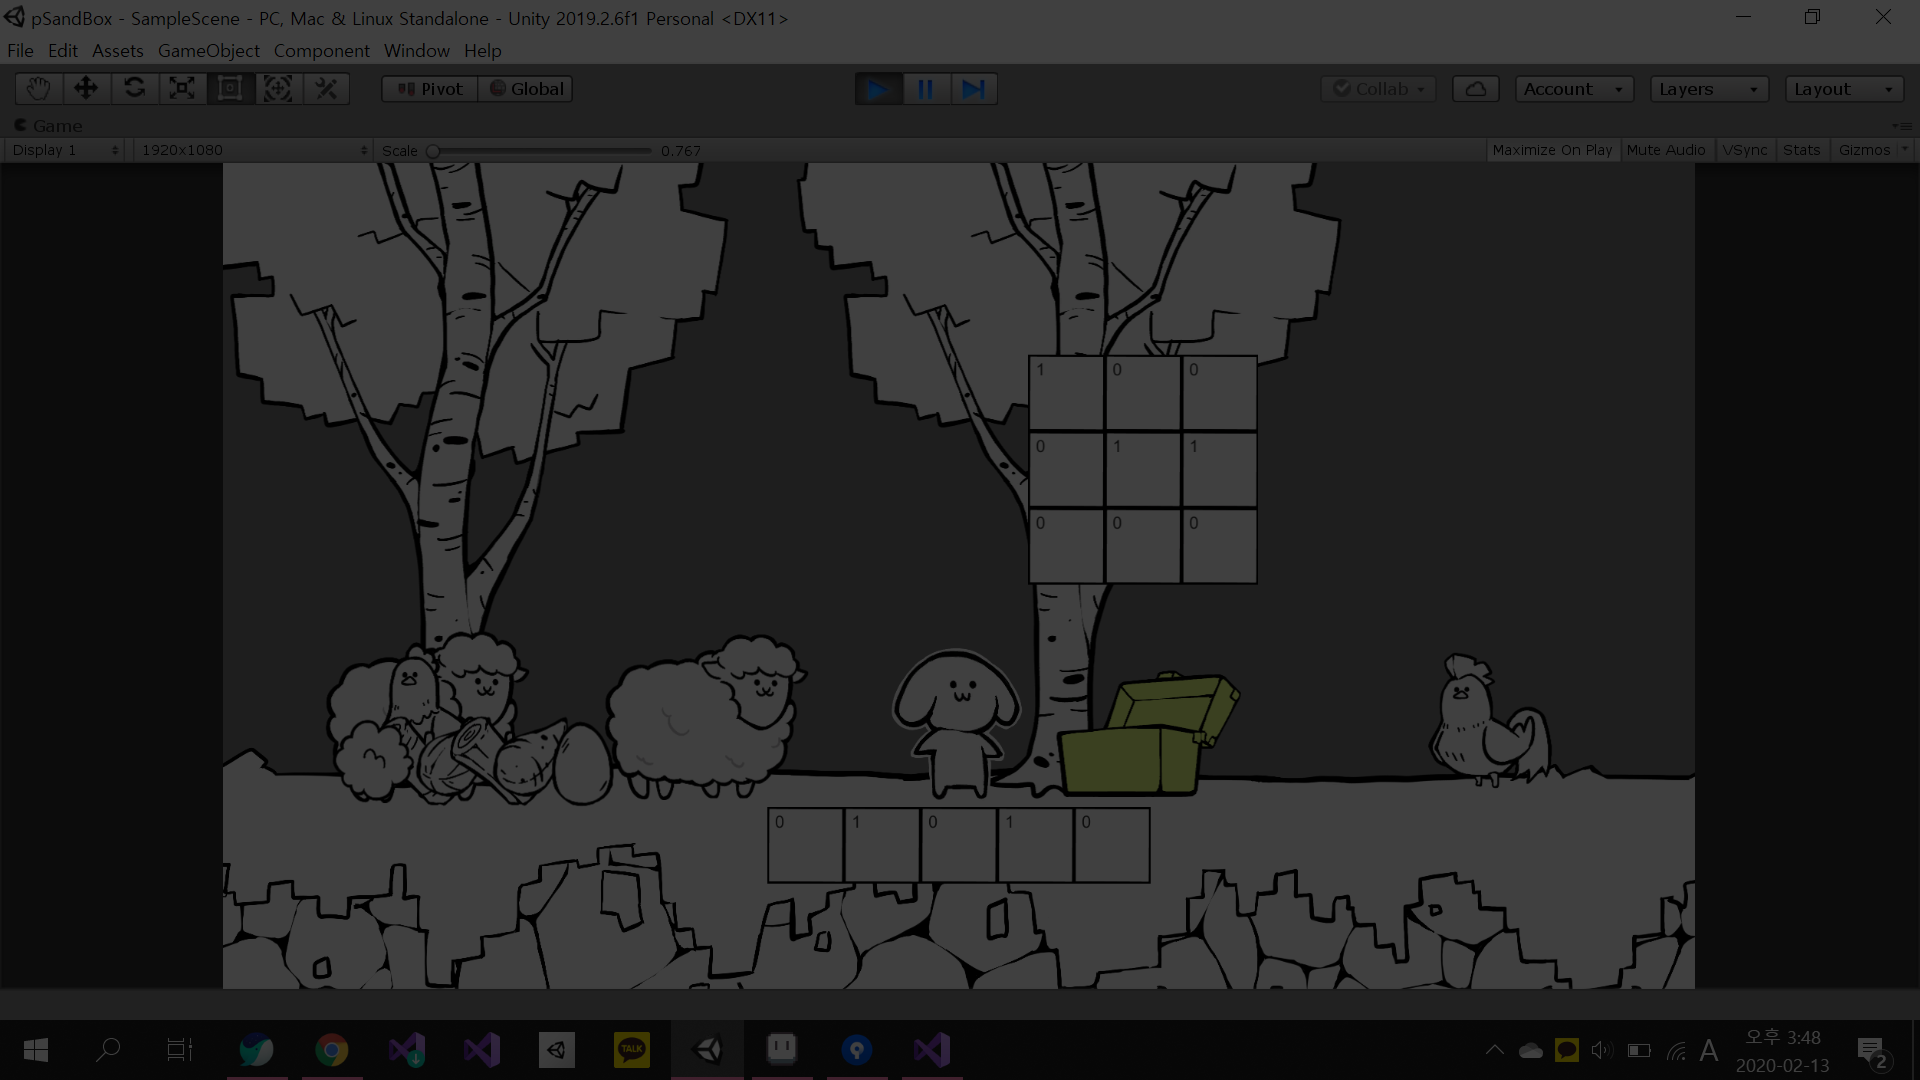 pSandBox - SampleScene - PC, Mac & Linux Standalone - Unity 2019.2.6f1 Personal <DX11>
File Edit Assets GameObject Component Window Help
Pivot Global Collab Account Layers Layout
Game
Display 1 1920x1080 Scale 0.767 Maximize On Play Mute Audio VSync Stats Gizmos
1 0 0
0 1 1
0 0 0
0 1 0 1 0
TALK
A
오후 3:48
2020-02-13
2